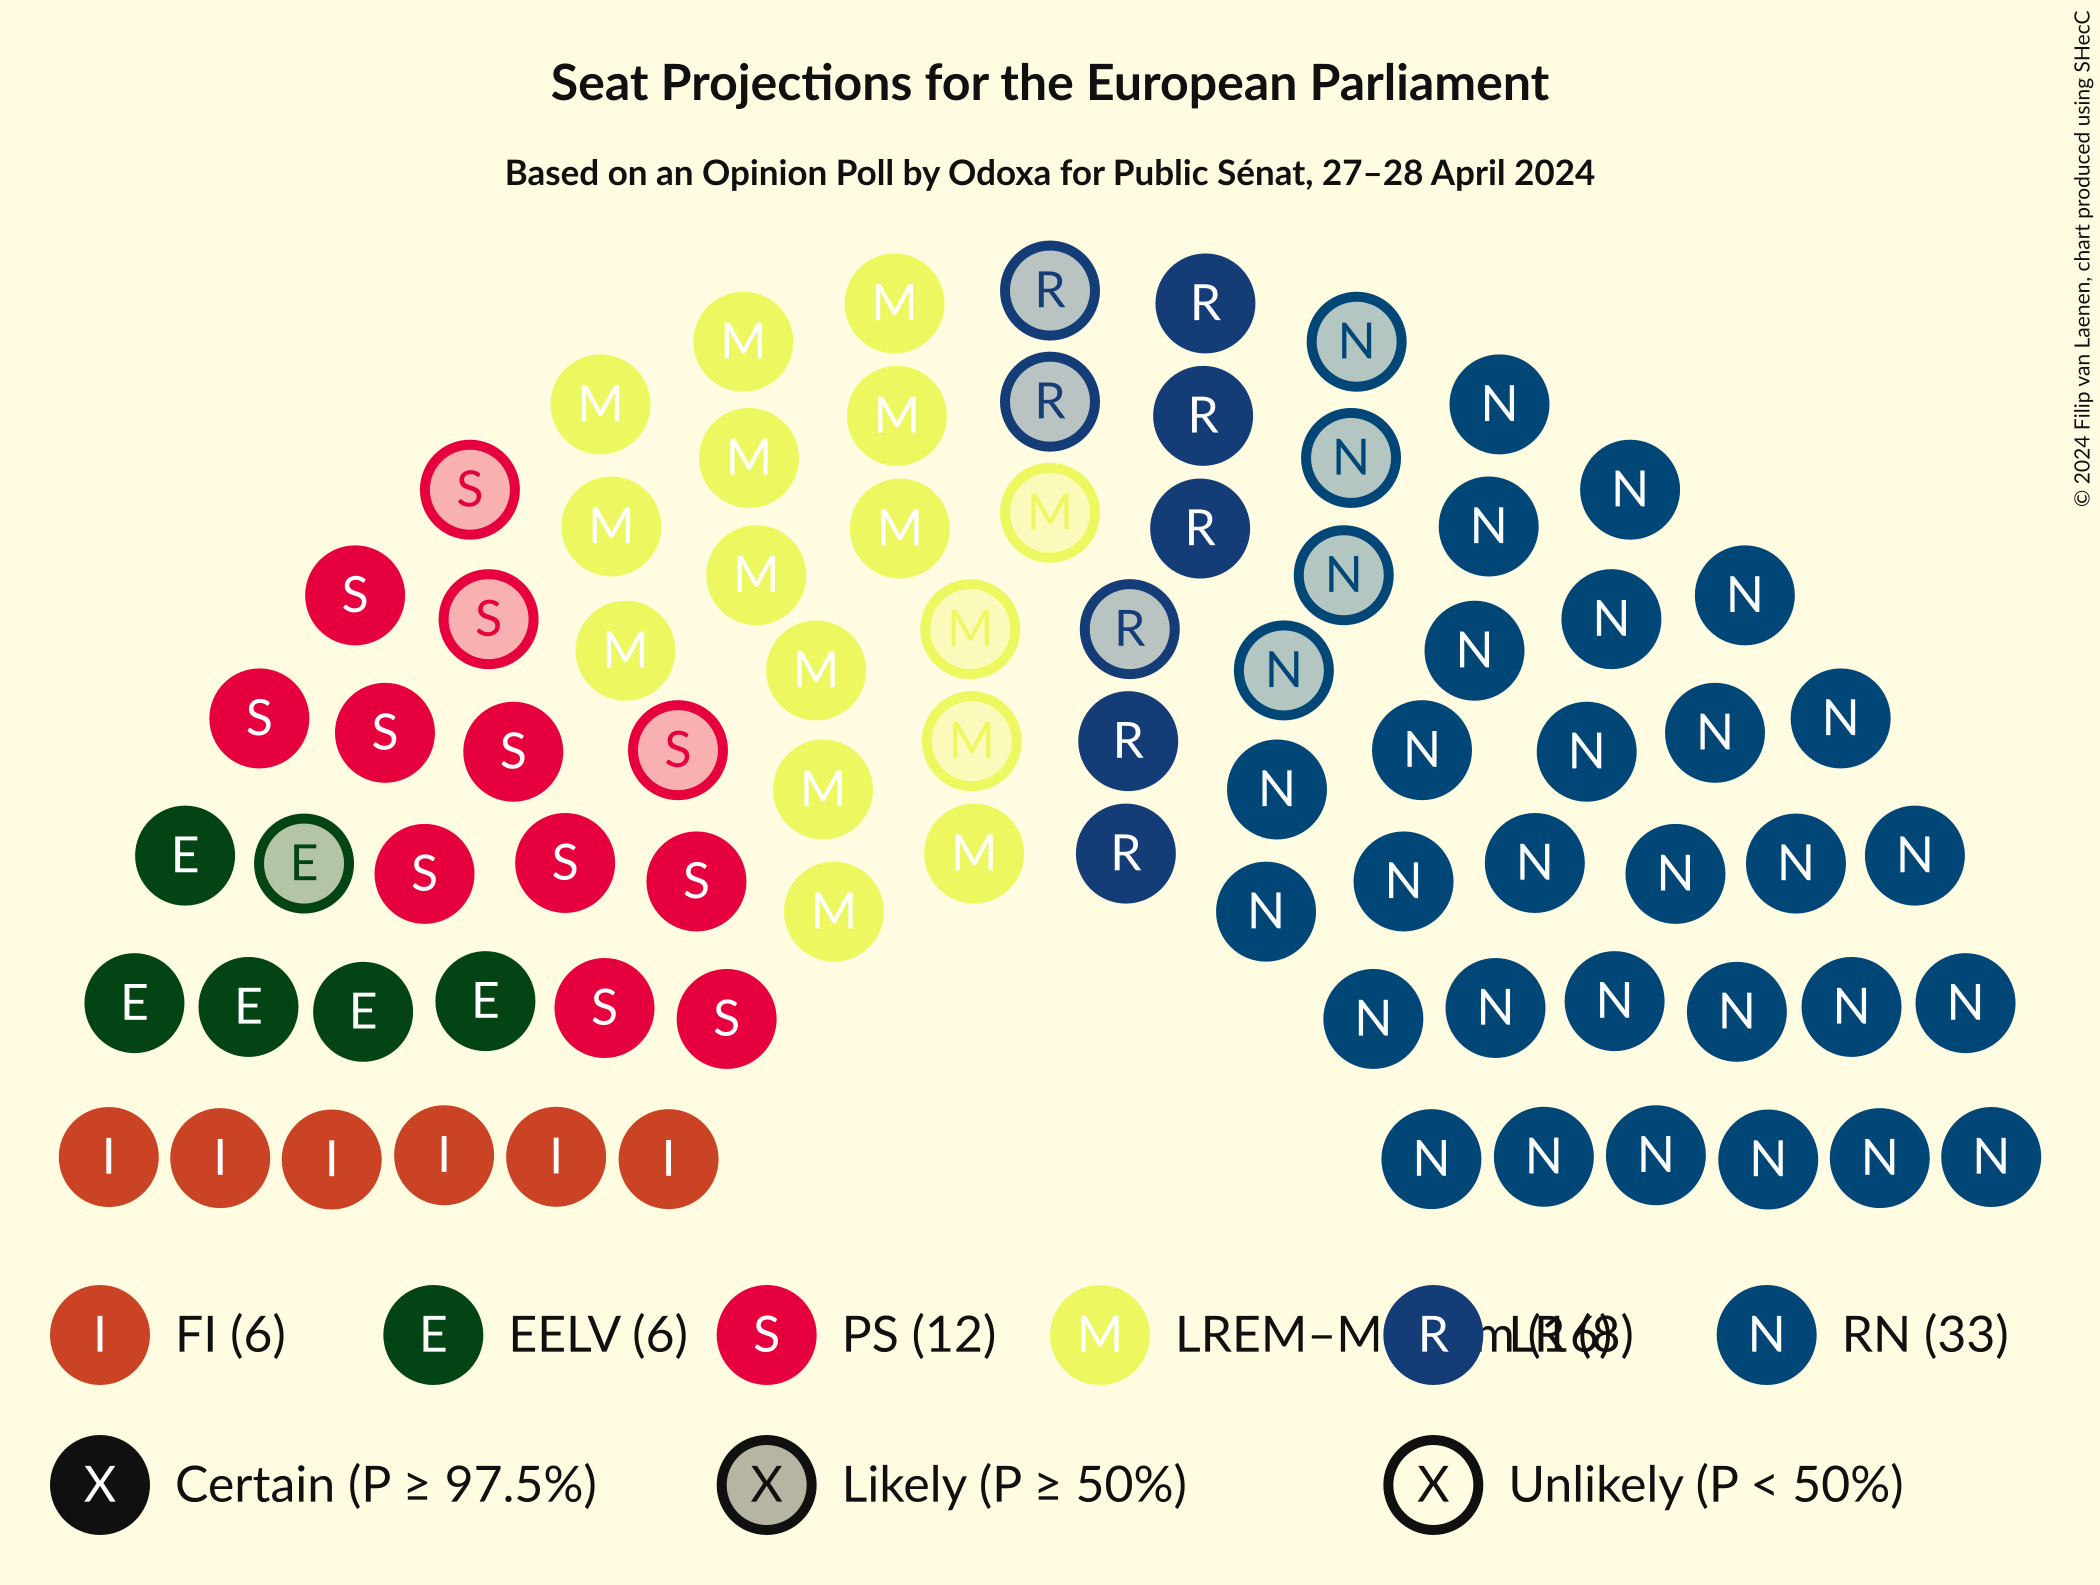 Seat Projections for the European Parliament
Based on an Opinion Poll by Odoxa for Public Sénat, 27–28 April 2024
© 2024 Filip van Laenen, chart produced using SHecC
R
M R R
M N
M R
M M R N
M N
M N
S M R N
M M N N
M R N
M N
S M M R N N
S N
M M N
S M N N
S M R N N
S S N N
M N
E M R N
E S N N
S N
S S N N
M N
E E N N
E E N N
S S N N
I I I I I I N N N N N N
I FI (6) E EELV (6) S PS (12) M LREM–M m R LR N RN (33)
X Certain (P ≥ 97.5%) X Likely (P ≥ 50%) X Unlikely (P < 50%)